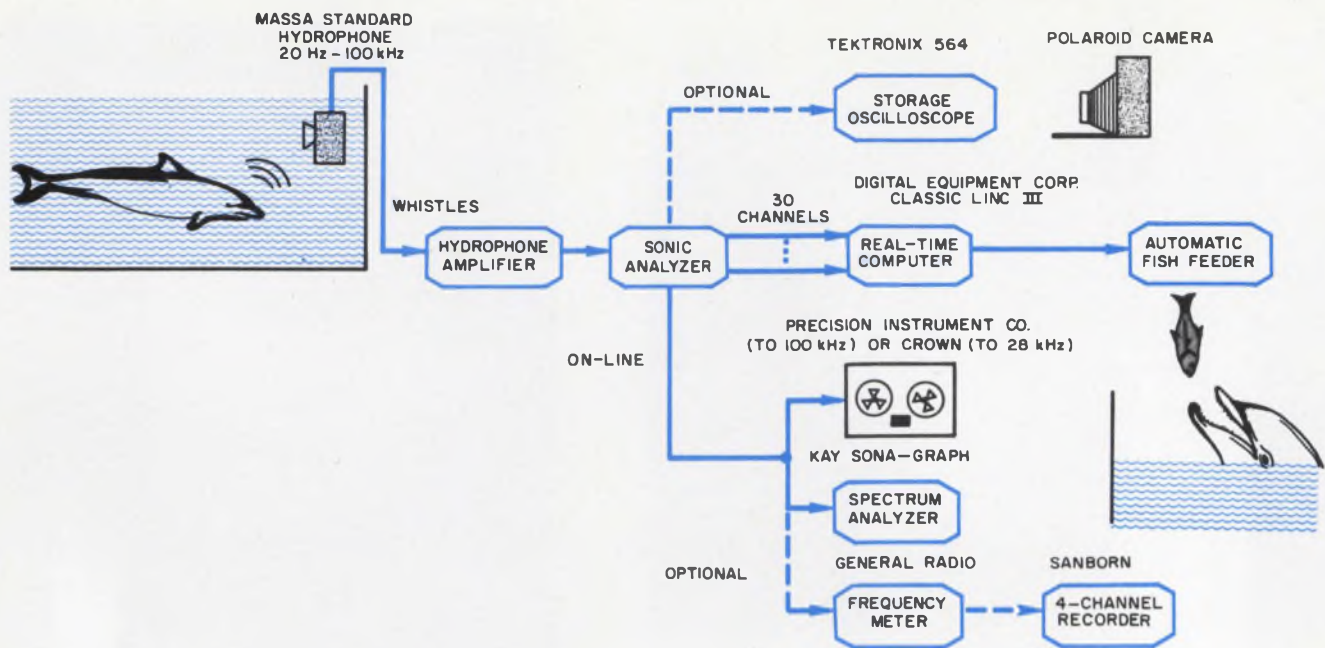 MASSA STANDARD
HYDROPHONE
20 Hz – 100 kHz
TEKTRONIX 564
POLAROID CAMERA
OPTIONAL
STORAGE
OSCILLOSCOPE
WHISTLES
30
CHANNELS
DIGITAL EQUIPMENT CORP.
CLASSIC LINC III
HYDROPHONE
AMPLIFIER
SONIC
ANALYZER
REAL-TIME
COMPUTER
AUTOMATIC
FISH FEEDER
ON-LINE
PRECISION INSTRUMENT CO.
(TO 100 kHz) OR CROWN (TO 28 kHz)
KAY SONA-GRAPH
SPECTRUM
ANALYZER
OPTIONAL
GENERAL RADIO
SANBORN
FREQUENCY
METER
4-CHANNEL
RECORDER